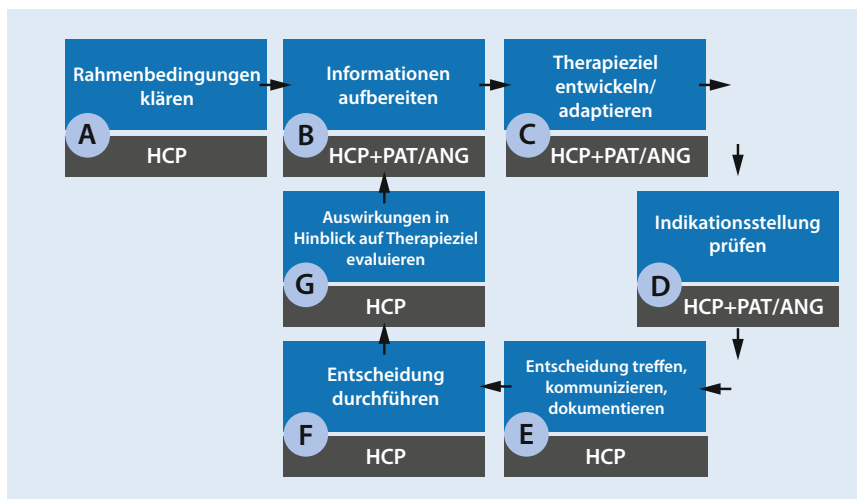 Rahmenbedingungen
klären
A
HCP
Informationen
aufbereiten
B
HCP+PAT/ANG
Therapieziel
entwickeln/
adaptieren
C
HCP+PAT/ANG
Indikationsstellung
prüfen
D
HCP+PAT/ANG
Entscheidung treffen,
kommunizieren,
dokumentieren
E
HCP
Entscheidung
durchführen
F
HCP
Auswirkungen in
Hinblick auf Therapieziel
evaluieren
G
HCP